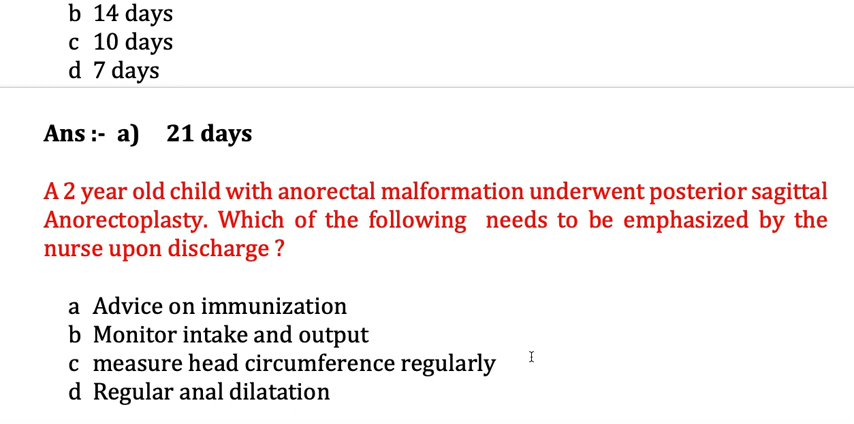 b 14 days
c 10 days
d 7 days
Ans :- a) 21 days
A 2 year old child with anorectal malformation underwent posterior sagittal
Anorectoplasty. Which of the following needs to be emphasized by the
nurse upon discharge ?
a Advice on immunization
b Monitor intake and output
c measure head circumference regularly
d Regular anal dilatation